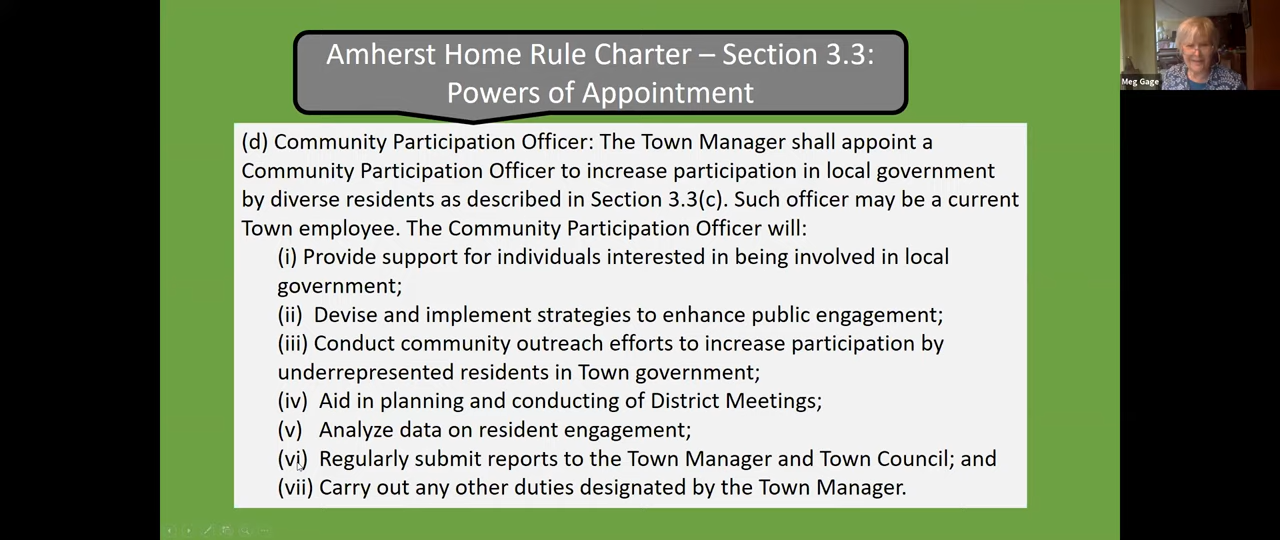 Amherst Home Rule Charter – Section 3.3:
Powers of Appointment
Meg Gage
(d) Community Participation Officer: The Town Manager shall appoint a
Community Participation Officer to increase participation in local government
by diverse residents as described in Section 3.3(c). Such officer may be a current
Town employee. The Community Participation Officer will:
(i) Provide support for individuals interested in being involved in local
government;
(ii) Devise and implement strategies to enhance public engagement;
(iii) Conduct community outreach efforts to increase participation by
underrepresented residents in Town government;
(iv) Aid in planning and conducting of District Meetings;
(v) Analyze data on resident engagement;
(vi) Regularly submit reports to the Town Manager and Town Council; and
(vii) Carry out any other duties designated by the Town Manager.